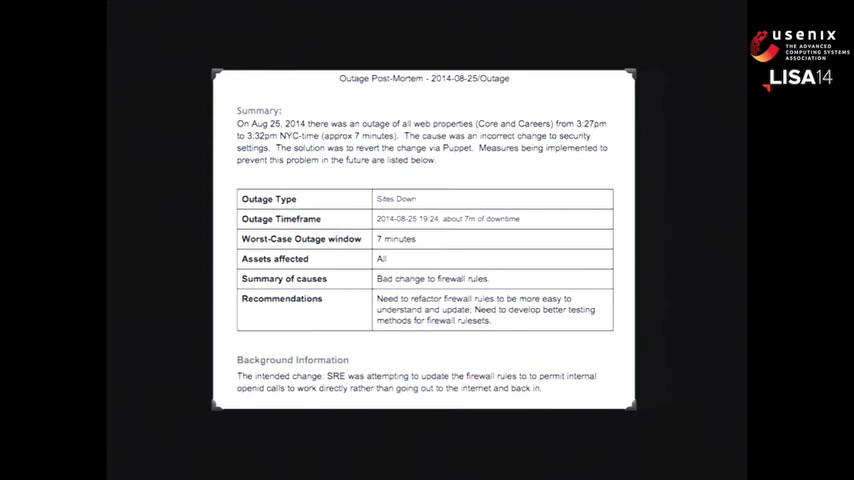 usenix
THE ADVANCED
COMPUTING SYSTEMS
ASSOCIATION
LISA14
Outage Post-Mortem - 2014-08-25/Outage
Summary:
On Aug 25, 2014 there was an outage of all web properties (Core and Careers) from 3:27pm
to 3:32pm NYC-time (approx 7 minutes). The cause was an incorrect change to security
settings. The solution was to revert the change via Puppet. Measures being implemented to
prevent this problem in the future are listed below.
Outage Type Sites Down
Outage Timeframe 2014-08-25 19:24, about 7m of downtime
Worst-Case Outage window 7 minutes
Assets affected All
Summary of causes Bad change to firewall rules.
Recommendations Need to refactor firewall rules to be more easy to
understand and update; Need to develop better testing
methods for firewall rulesets.
Background Information
The intended change: SRE was attempting to update the firewall rules to to permit internal
openid calls to work directly rather than going out to the internet and back in.